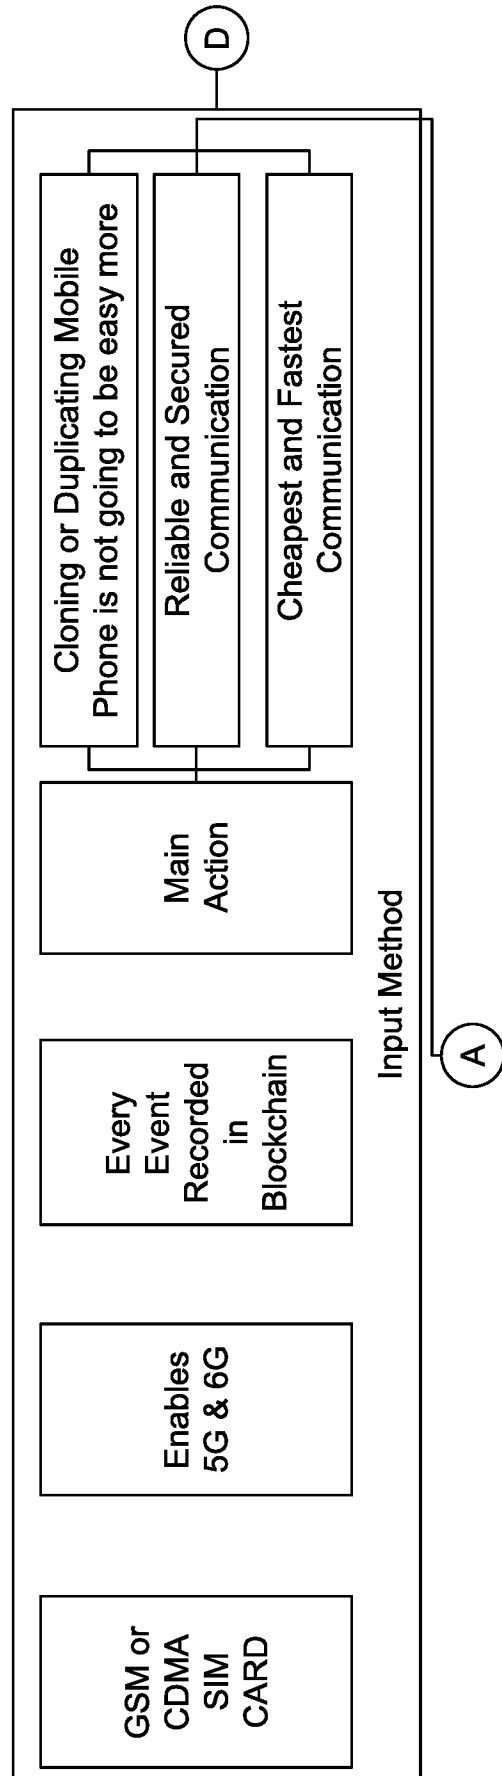 GSM or
CDMA
SIM
CARD
Enables
5G & 6G
Every
Event
Recorded
in
Blockchain
Main
Action
Cloning or Duplicating Mobile
Phone is not going to be easy more
Reliable and Secured
Communication
Cheapest and Fastest
Communication
Input Method
D
A